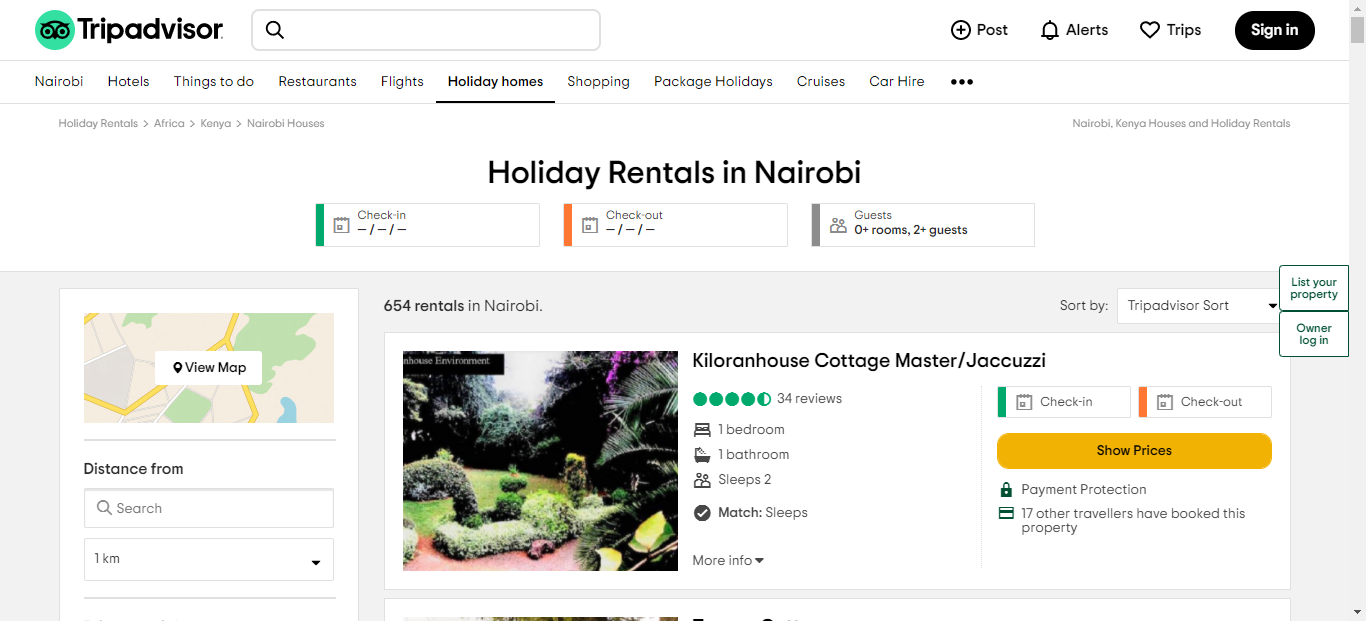 Tripadvisor
Post
Alerts
Trips
Sign in
Nairobi
Hotels
Things to do
Restaurants
Flights
Holiday homes
Shopping
Package Holidays
Cruises
Car Hire
•••
Holiday Rentals > Africa > Kenya > Nairobi Houses
Nairobi, Kenya Houses and Holiday Rentals
Holiday Rentals in Nairobi
Check-in
– / – / –
Check-out
– / – / –
Guests
0+ rooms, 2+ guests
List your
property
Owner
log in
View Map
Distance from
Search
1 km
654 rentals in Nairobi.
Sort by:
Tripadvisor Sort
nhouse Environment
Kiloranhouse Cottage Master/Jaccuzzi
34 reviews
1 bedroom
1 bathroom
Sleeps 2
Match: Sleeps
More info
Check-in
Check-out
Show Prices
Payment Protection
17 other travellers have booked this
property